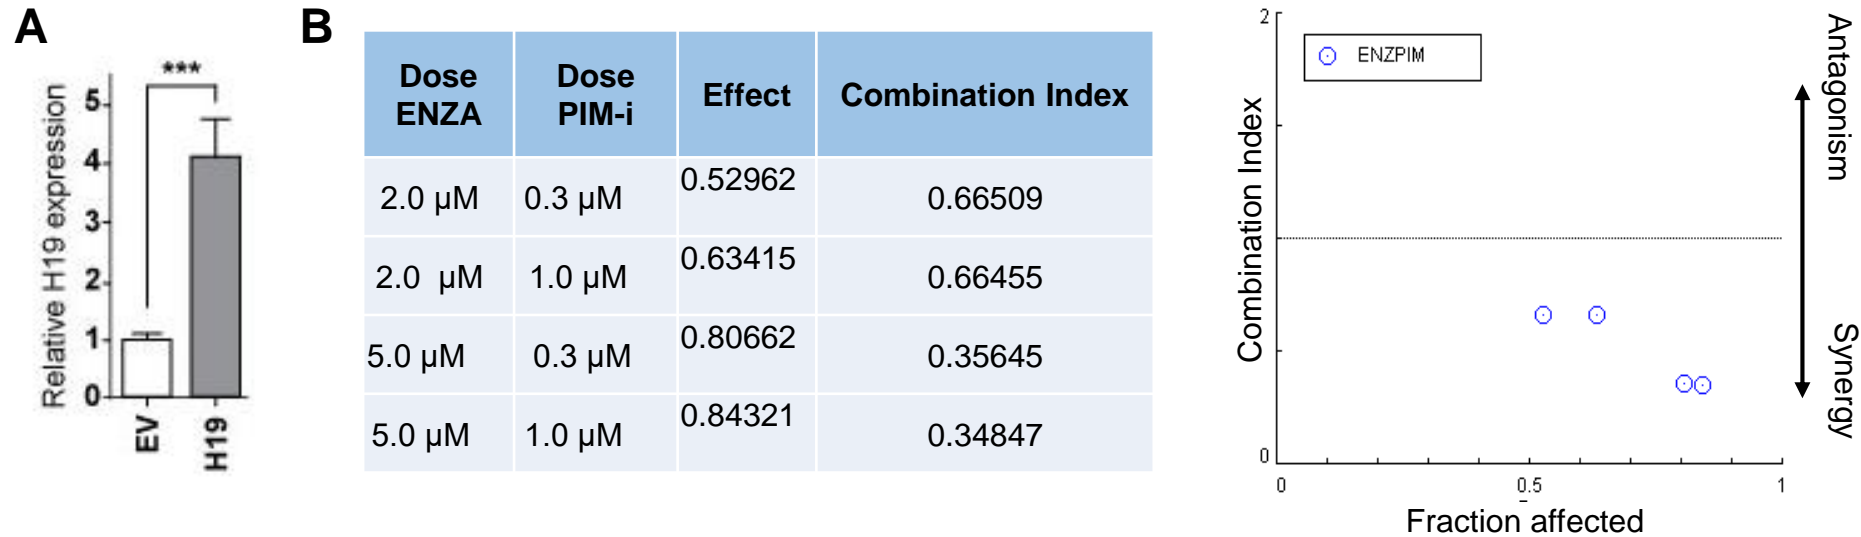 A
Relative H19 expression
***
5
4
3
2
1
0
EV
H19
B
Dose ENZA
Dose PIM-i
Effect
Combination Index
2.0 µM 0.3 µM 0.52962 0.66509
2.0 µM 1.0 µM 0.63415 0.66455
5.0 µM 0.3 µM 0.80662 0.35645
5.0 µM 1.0 µM 0.84321 0.34847
2
ENZPIM
Combination Index
0
0 0.5 1
Fraction affected
Antagonism
Synergy